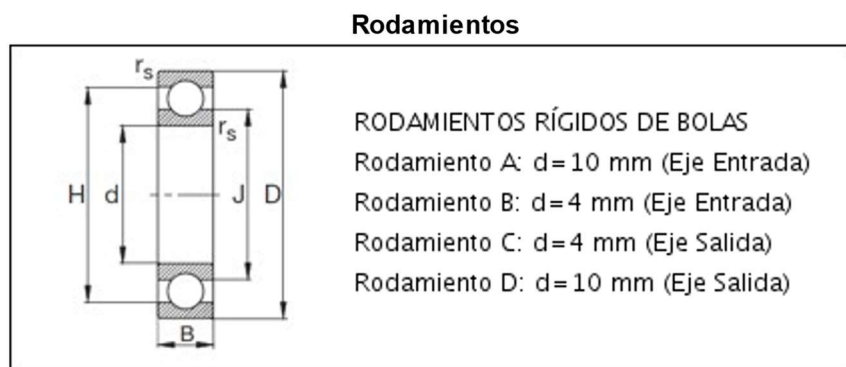 Rodamientos
rs
rs
H d J D
B
RODAMIENTOS RÍGIDOS DE BOLAS
Rodamiento A: d=10 mm (Eje Entrada)
Rodamiento B: d=4 mm (Eje Entrada)
Rodamiento C: d=4 mm (Eje Salida)
Rodamiento D: d=10 mm (Eje Salida)